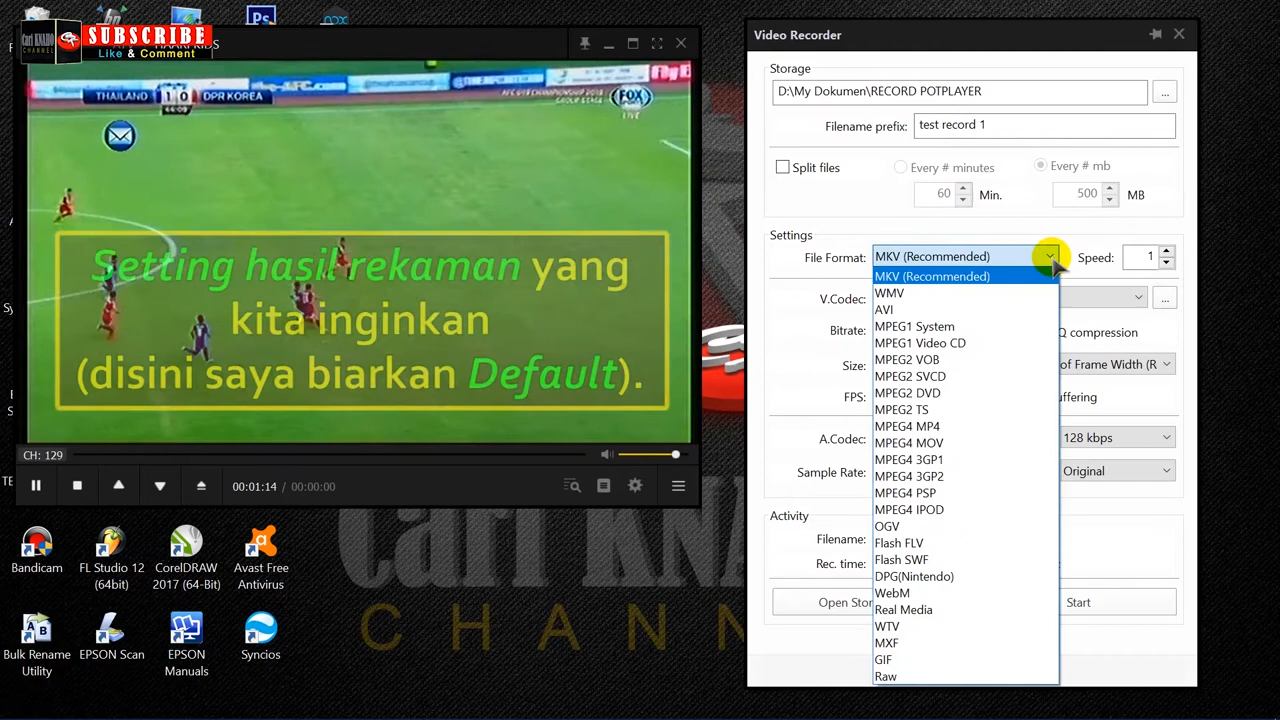 SUBSCRIBE
Like & Comment
Carl KNAHO
CHANNEL
THAILAND 1 0 DPR KOREA
FOX
LIVE
Setting hasil rekaman yang
kita inginkan
(disini saya biarkan Default).
CH: 129
00:01:14 / 00:00:00
Bandicam
FL Studio 12
(64bit)
CorelDRAW
2017 (64-Bit)
Avast Free
Antivirus
Bulk Rename
Utility
EPSON Scan
EPSON
Manuals
Syncios
Video Recorder
Storage
D:\My Dokumen\RECORD POTPLAYER
...
Filename prefix: test record 1
Split files
Every # minutes
Every # mb
60 Min.
500 MB
Settings
File Format: MKV (Recommended)
Speed: 1
MKV (Recommended)
WMV
AVI
MPEG1 System
MPEG1 Video CD
MPEG2 VOB
MPEG2 SVCD
MPEG2 DVD
MPEG2 TS
MPEG4 MP4
MPEG4 MOV
MPEG4 3GP1
MPEG4 3GP2
MPEG4 PSP
MPEG4 IPOD
OGV
Flash FLV
Flash SWF
DPG(Nintendo)
WebM
Real Media
WTV
MXF
GIF
Raw
V.Codec:
...
Bitrate:
Q compression
Size:
of Frame Width (R
FPS:
ffering
A.Codec:
128 kbps
Sample Rate:
Original
Activity
Filename:
Rec. time:
Open Stor
Start